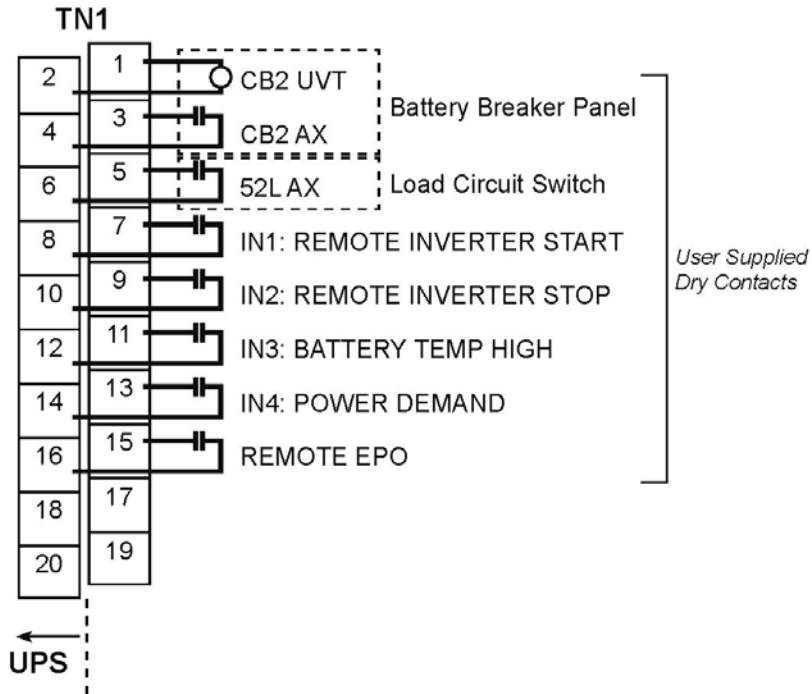 TN1
1
2
CB2 UVT
3
Battery Breaker Panel
4
CB2 AX
5
6
52L AX
Load Circuit Switch
7
8
IN1: REMOTE INVERTER START
User Supplied
Dry Contacts
9
10
IN2: REMOTE INVERTER STOP
11
12
IN3: BATTERY TEMP HIGH
13
14
IN4: POWER DEMAND
15
16
REMOTE EPO
17
18
19
20
UPS